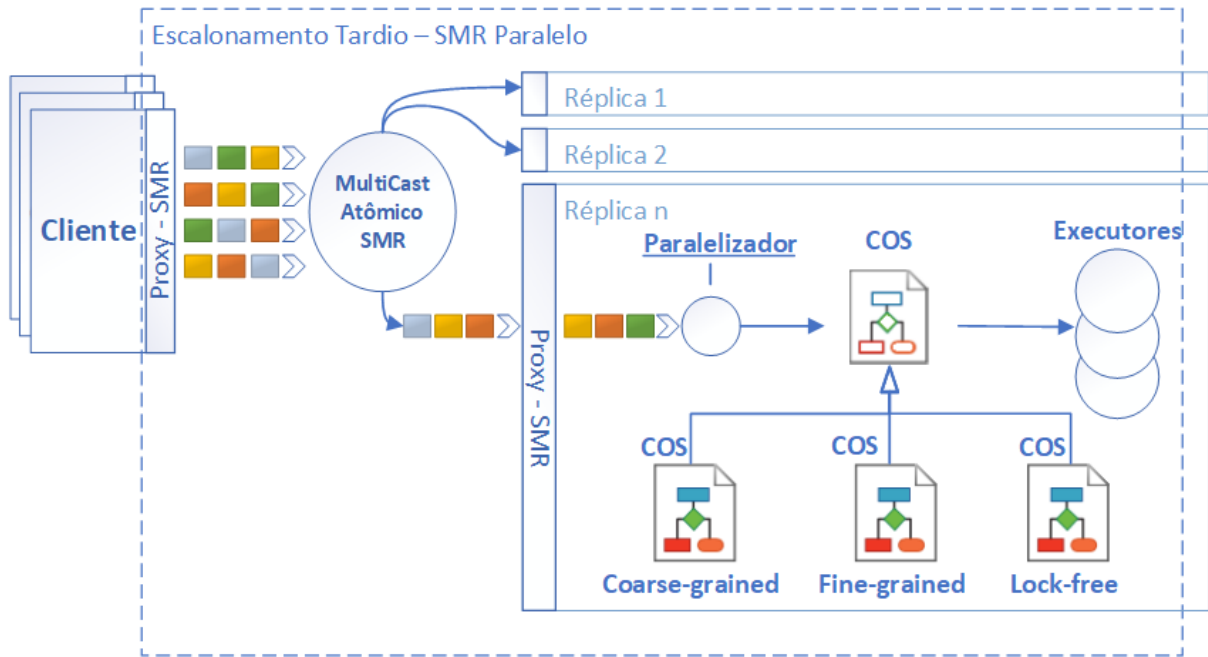 Escalonamento Tardio – SMR Paralelo
Cliente
Proxy - SMR
MultiCast
Atômico
SMR
Réplica 1
Réplica 2
Réplica n
Proxy - SMR
Paralelizador
COS
Executores
COS
COS
COS
Coarse-grained
Fine-grained
Lock-free